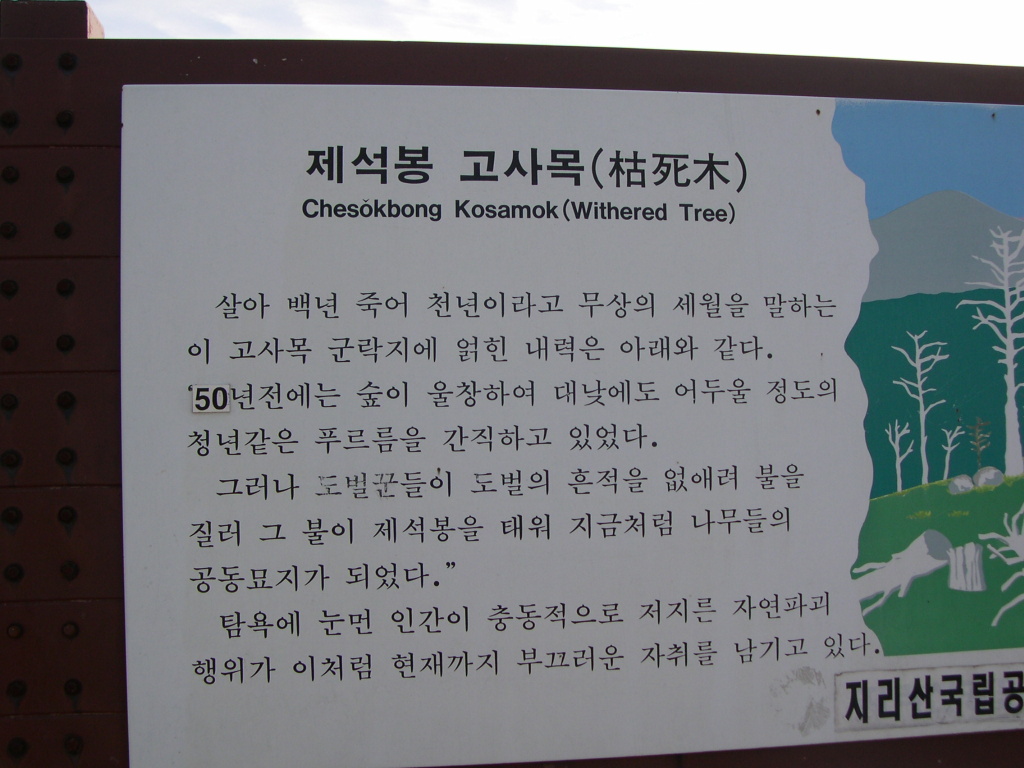 제석봉 고사목(枯死木)
Chesǒkbong Kosamok(Withered Tree)
살아 백년 죽어 천년이라고 무상의 세월을 말하는
이 고사목 군락지에 얽힌 내력은 아래와 같다.
“50년전에는 숲이 울창하여 대낮에도 어두울 정도의
청년같은 푸르름을 간직하고 있었다.
그러나 도벌꾼들이 도벌의 흔적을 없애려 불을
질러 그 불이 제석봉을 태워 지금처럼 나무들의
공동묘지가 되었다.”
탐욕에 눈먼 인간이 충동적으로 저지른 자연파괴
행위가 이처럼 현재까지 부끄러운 자취를 남기고 있다.
지리산국립공